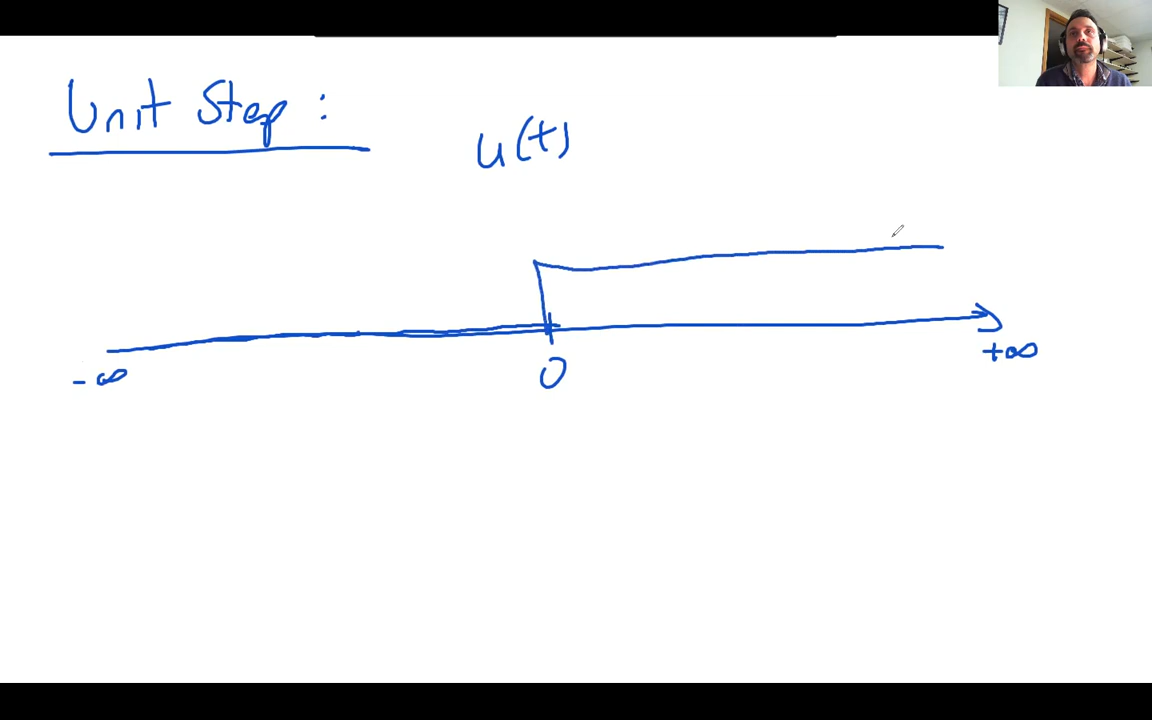 Unit Step:
u(t)
-∞ 0 +∞